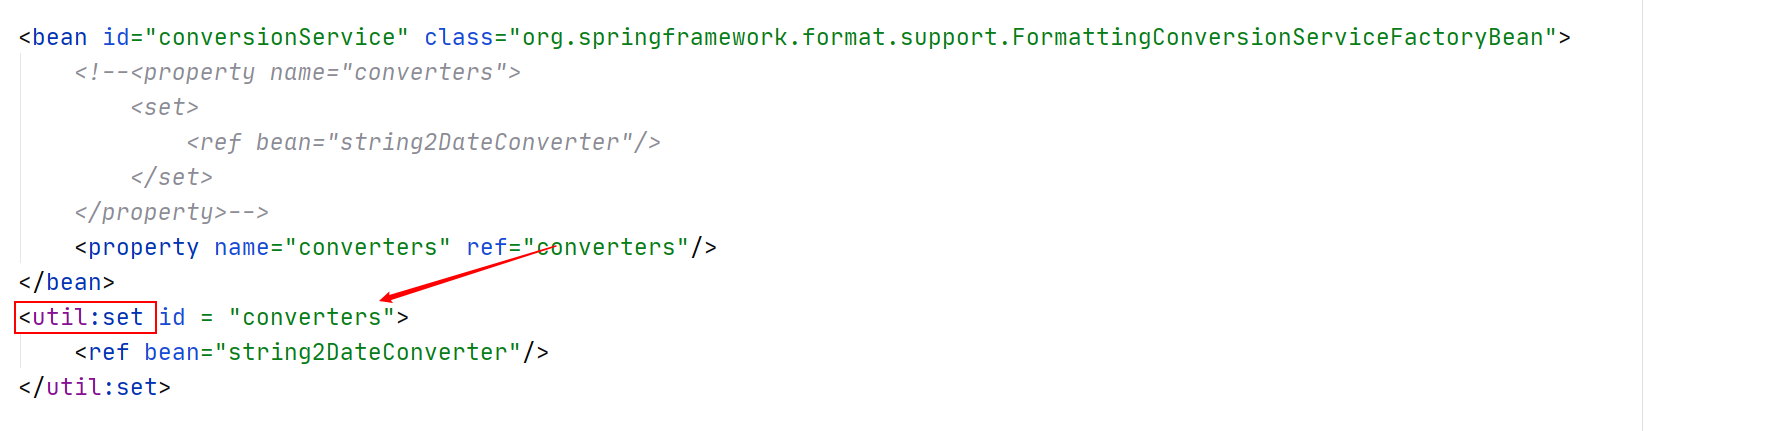 <bean id="conversionService" class="org.springframework.format.support.FormattingConversionServiceFactoryBean">
    <!--<property name="converters">
        <set>
            <ref bean="string2DateConverter"/>
        </set>
    </property>-->
    <property name="converters" ref="converters"/>
</bean>
<util:set id = "converters">
    <ref bean="string2DateConverter"/>
</util:set>